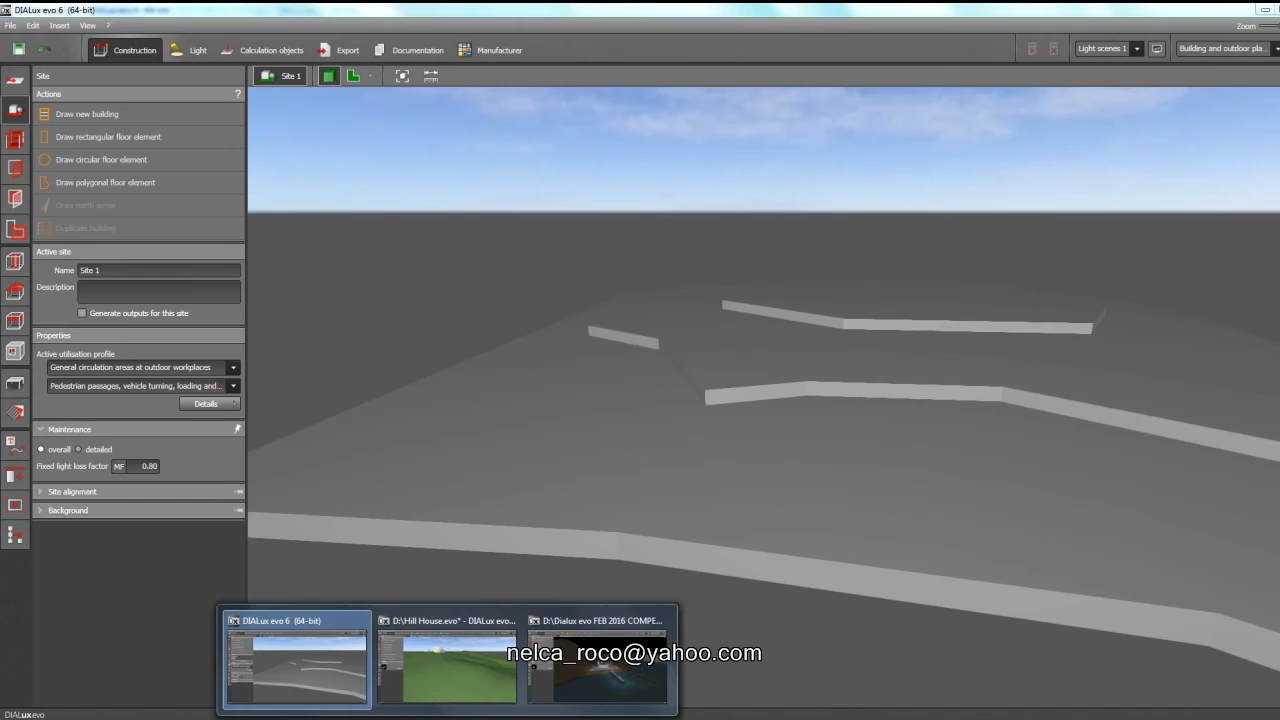 DIALux evo 6 (64-bit)
File Edit Insert View ?
Zoom
Construction Light Calculation objects Export Documentation Manufacturer
Light scenes 1
Building and outdoor pla...
Site
Site 1
Actions ?
Draw new building
Draw rectangular floor element
Draw circular floor element
Draw polygonal floor element
Draw north arrow
Duplicate building
Active site
Name Site 1
Description
Generate outputs for this site
Properties
Active utilisation profile
General circulation areas at outdoor workplaces
Pedestrian passages, vehicle turning, loading and...
Details
Maintenance
overall detailed
Fixed light loss factor MF 0.80
Site alignment
Background
DIALux evo 6 (64-bit)
D:\Hill House.evo* - DIALux evo...
D:\Dialux evo FEB 2016 COMPE...
nelca_roco@yahoo.com
DIALux evo